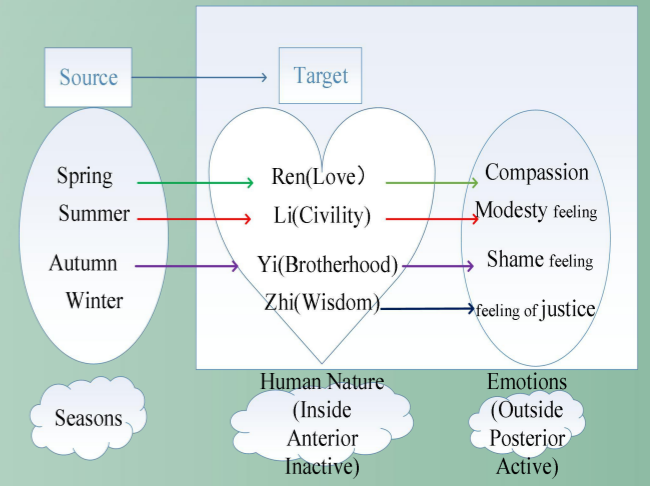 Source
Target
Spring
Ren(Love）
Compassion
Summer
Li(Civility)
Modesty feeling
Autumn
Yi(Brotherhood)
Shame feeling
Winter
Zhi(Wisdom)
feeling of justice
Seasons
Human Nature
(Inside
Anterior
Inactive)
Emotions
(Outside
Posterior
Active)